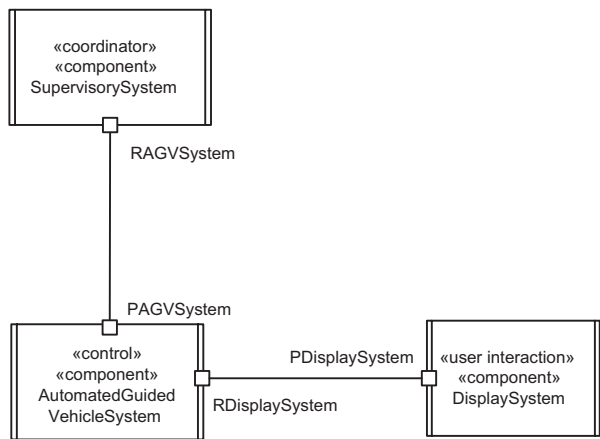 «coordinator»
«component»
SupervisorySystem
RAGVSystem
PAGVSystem
«control»
«component»
AutomatedGuided
VehicleSystem
PDisplaySystem
RDisplaySystem
«user interaction»
«component»
DisplaySystem